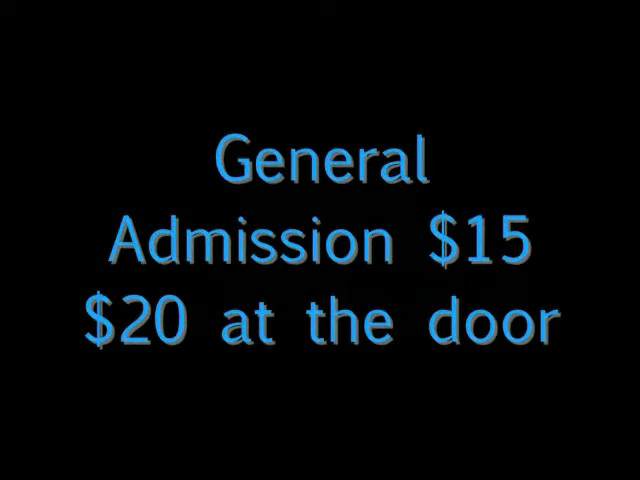 General
Admission $15
$20 at the door